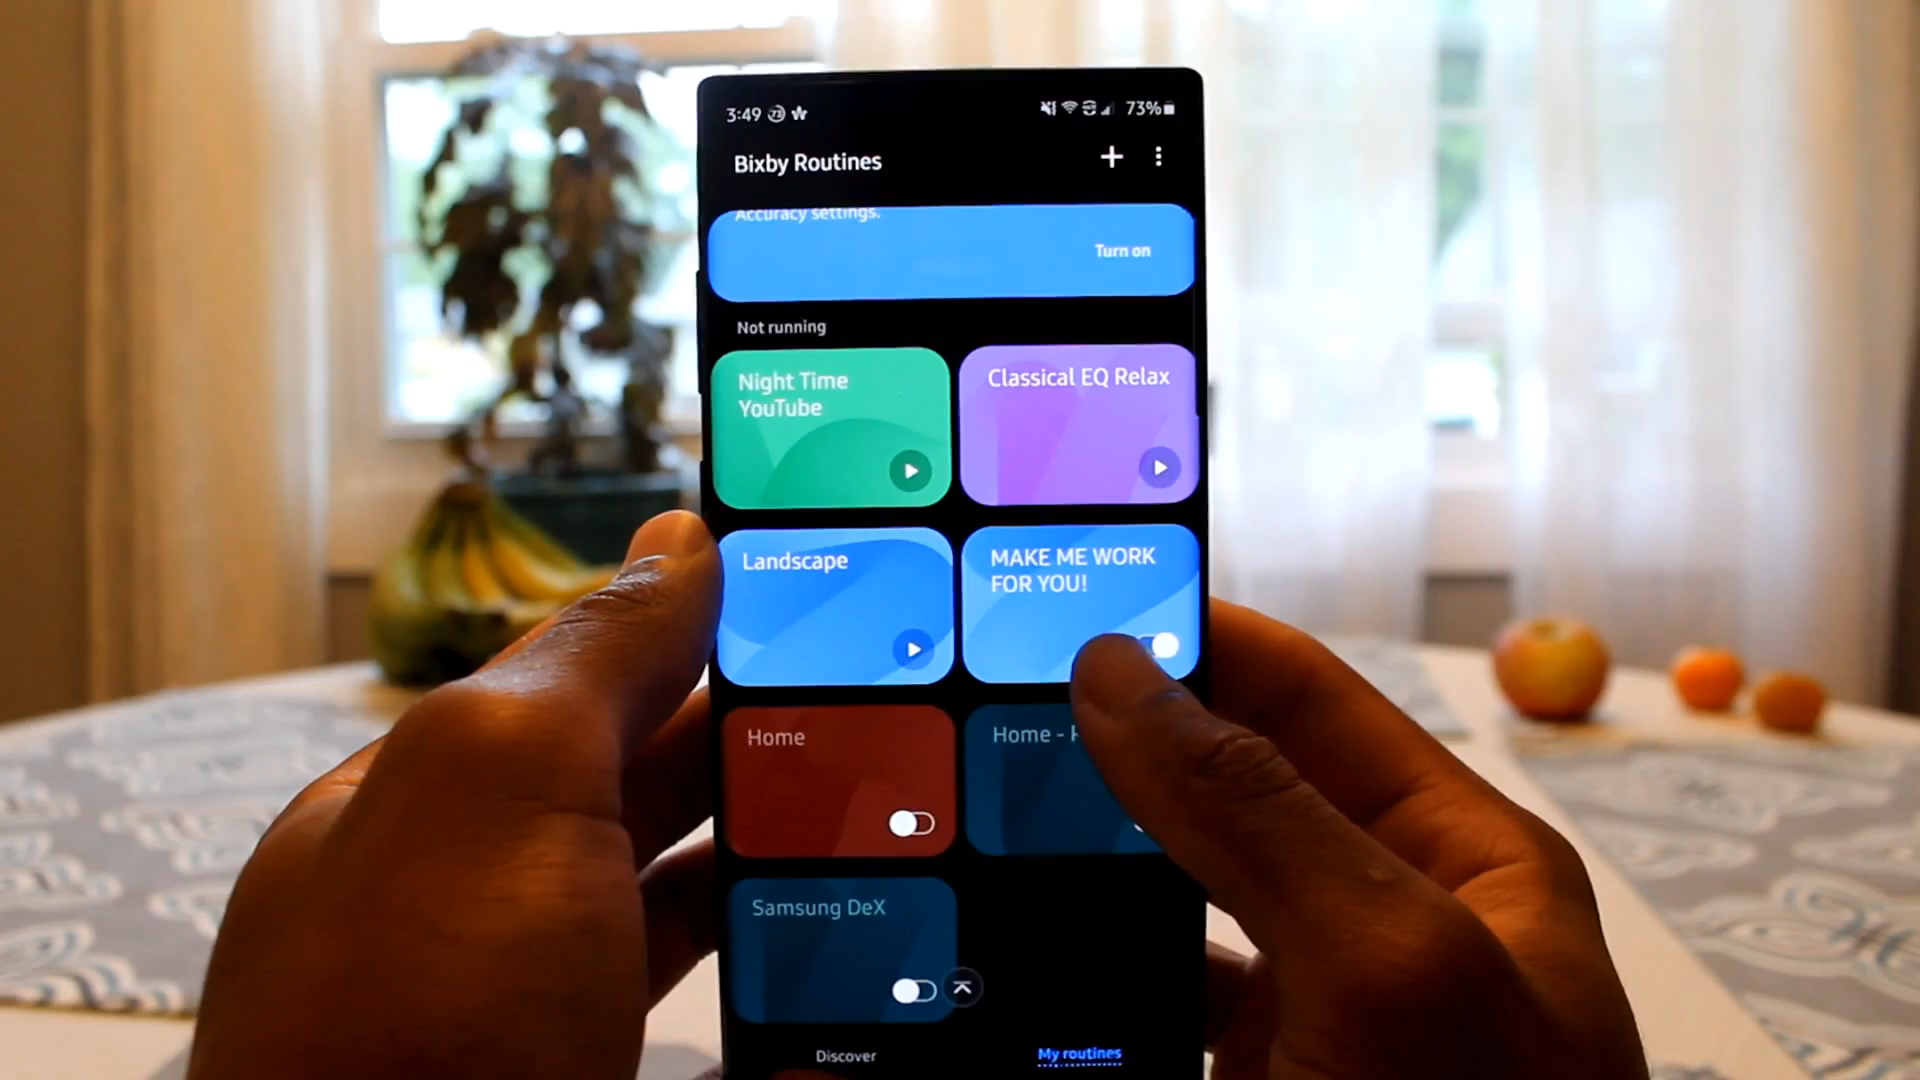 3:49 73%
Bixby Routines
Accuracy settings.
Turn on
Not running
Night Time
YouTube
Classical EQ Relax
Landscape
MAKE ME WORK
FOR YOU!
Home
Home -
Samsung DeX
Discover
My routines